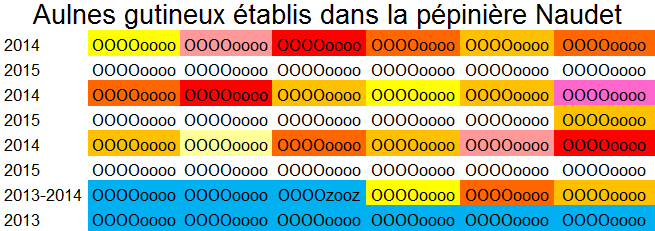 Aulnes gutineux établis dans la pépinière Naudet
2014 OOOOoooo OOOOoooo OOOOoooo OOOOoooo OOOOoooo OOOOoooo
2015 OOOOoooo OOOOoooo OOOOoooo OOOOoooo OOOOoooo OOOOoooo
2014 OOOOoooo OOOOoooo OOOOoooo OOOOoooo OOOOoooo OOOOoooo
2015 OOOOoooo OOOOoooo OOOOoooo OOOOoooo OOOOoooo OOOOoooo
2014 OOOOoooo OOOOoooo OOOOoooo OOOOoooo OOOOoooo OOOOoooo
2015 OOOOoooo OOOOoooo OOOOoooo OOOOoooo OOOOoooo OOOOoooo
2013-2014 OOOOoooo OOOOoooo OOOOzooz OOOOoooo OOOOoooo OOOOoooo
2013 OOOOoooo OOOOoooo OOOOoooo OOOOoooo OOOOoooo OOOOoooo